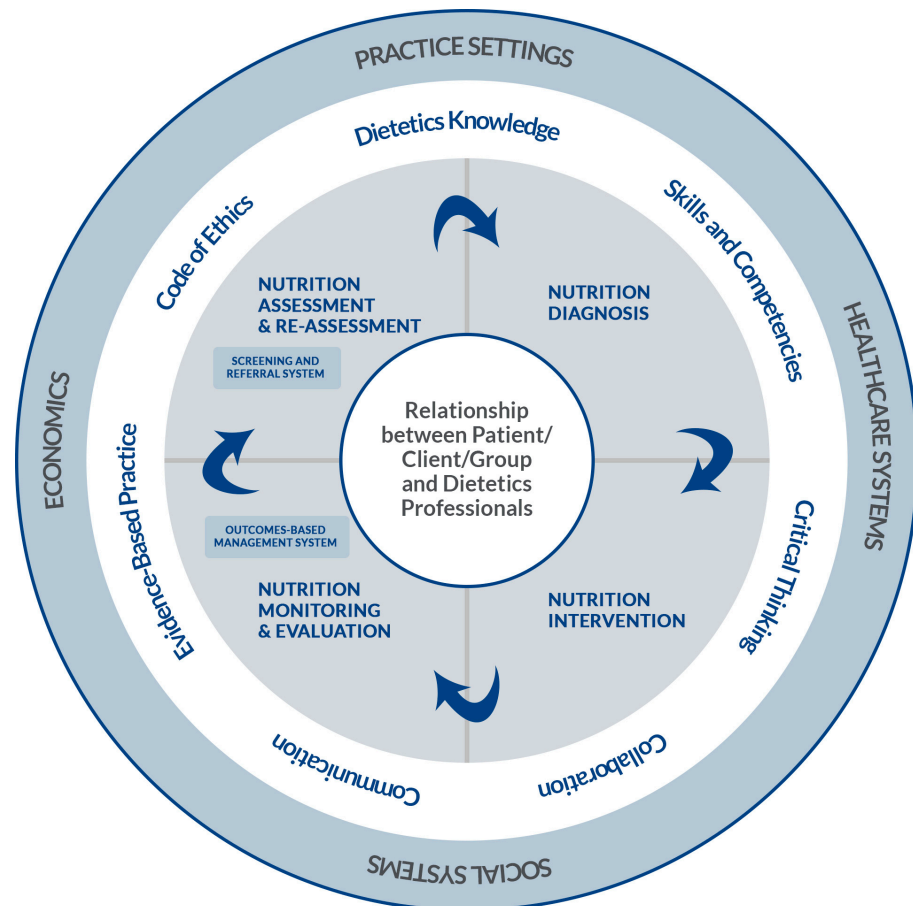 PRACTICE SETTINGS
Dietetics Knowledge
Code of Ethics
Skills and Competencies
NUTRITION
ASSESSMENT
& RE-ASSESSMENT
NUTRITION
DIAGNOSIS
SCREENING AND
REFERRAL SYSTEM
HEALTHCARE SYSTEMS
ECONOMICS
Relationship
between Patient/
Client/Group
and Dietetics
Professionals
Evidence-Based Practice
OUTCOMES-BASED
MANAGEMENT SYSTEM
Critical Thinking
NUTRITION
MONITORING
& EVALUATION
NUTRITION
INTERVENTION
Communication
Collaboration
SOCIAL SYSTEMS